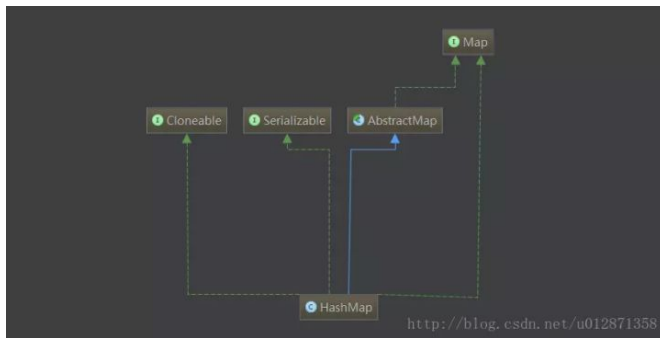 Map
Cloneable
Serializable
AbstractMap
HashMap
http://blog.csdn.net/u012871358